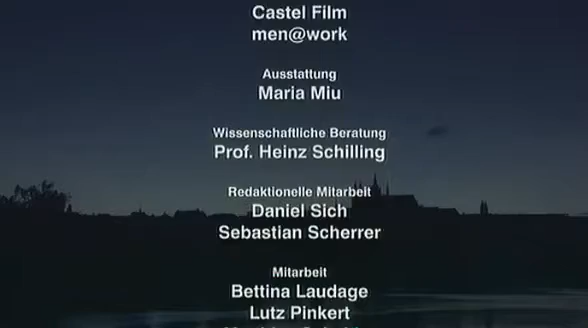 Castel Film
men@work
Ausstattung
Maria Miu
Wissenschaftliche Beratung
Prof. Heinz Schilling
Redaktionelle Mitarbeit
Daniel Sich
Sebastian Scherrer
Mitarbeit
Bettina Laudage
Lutz Pinkert